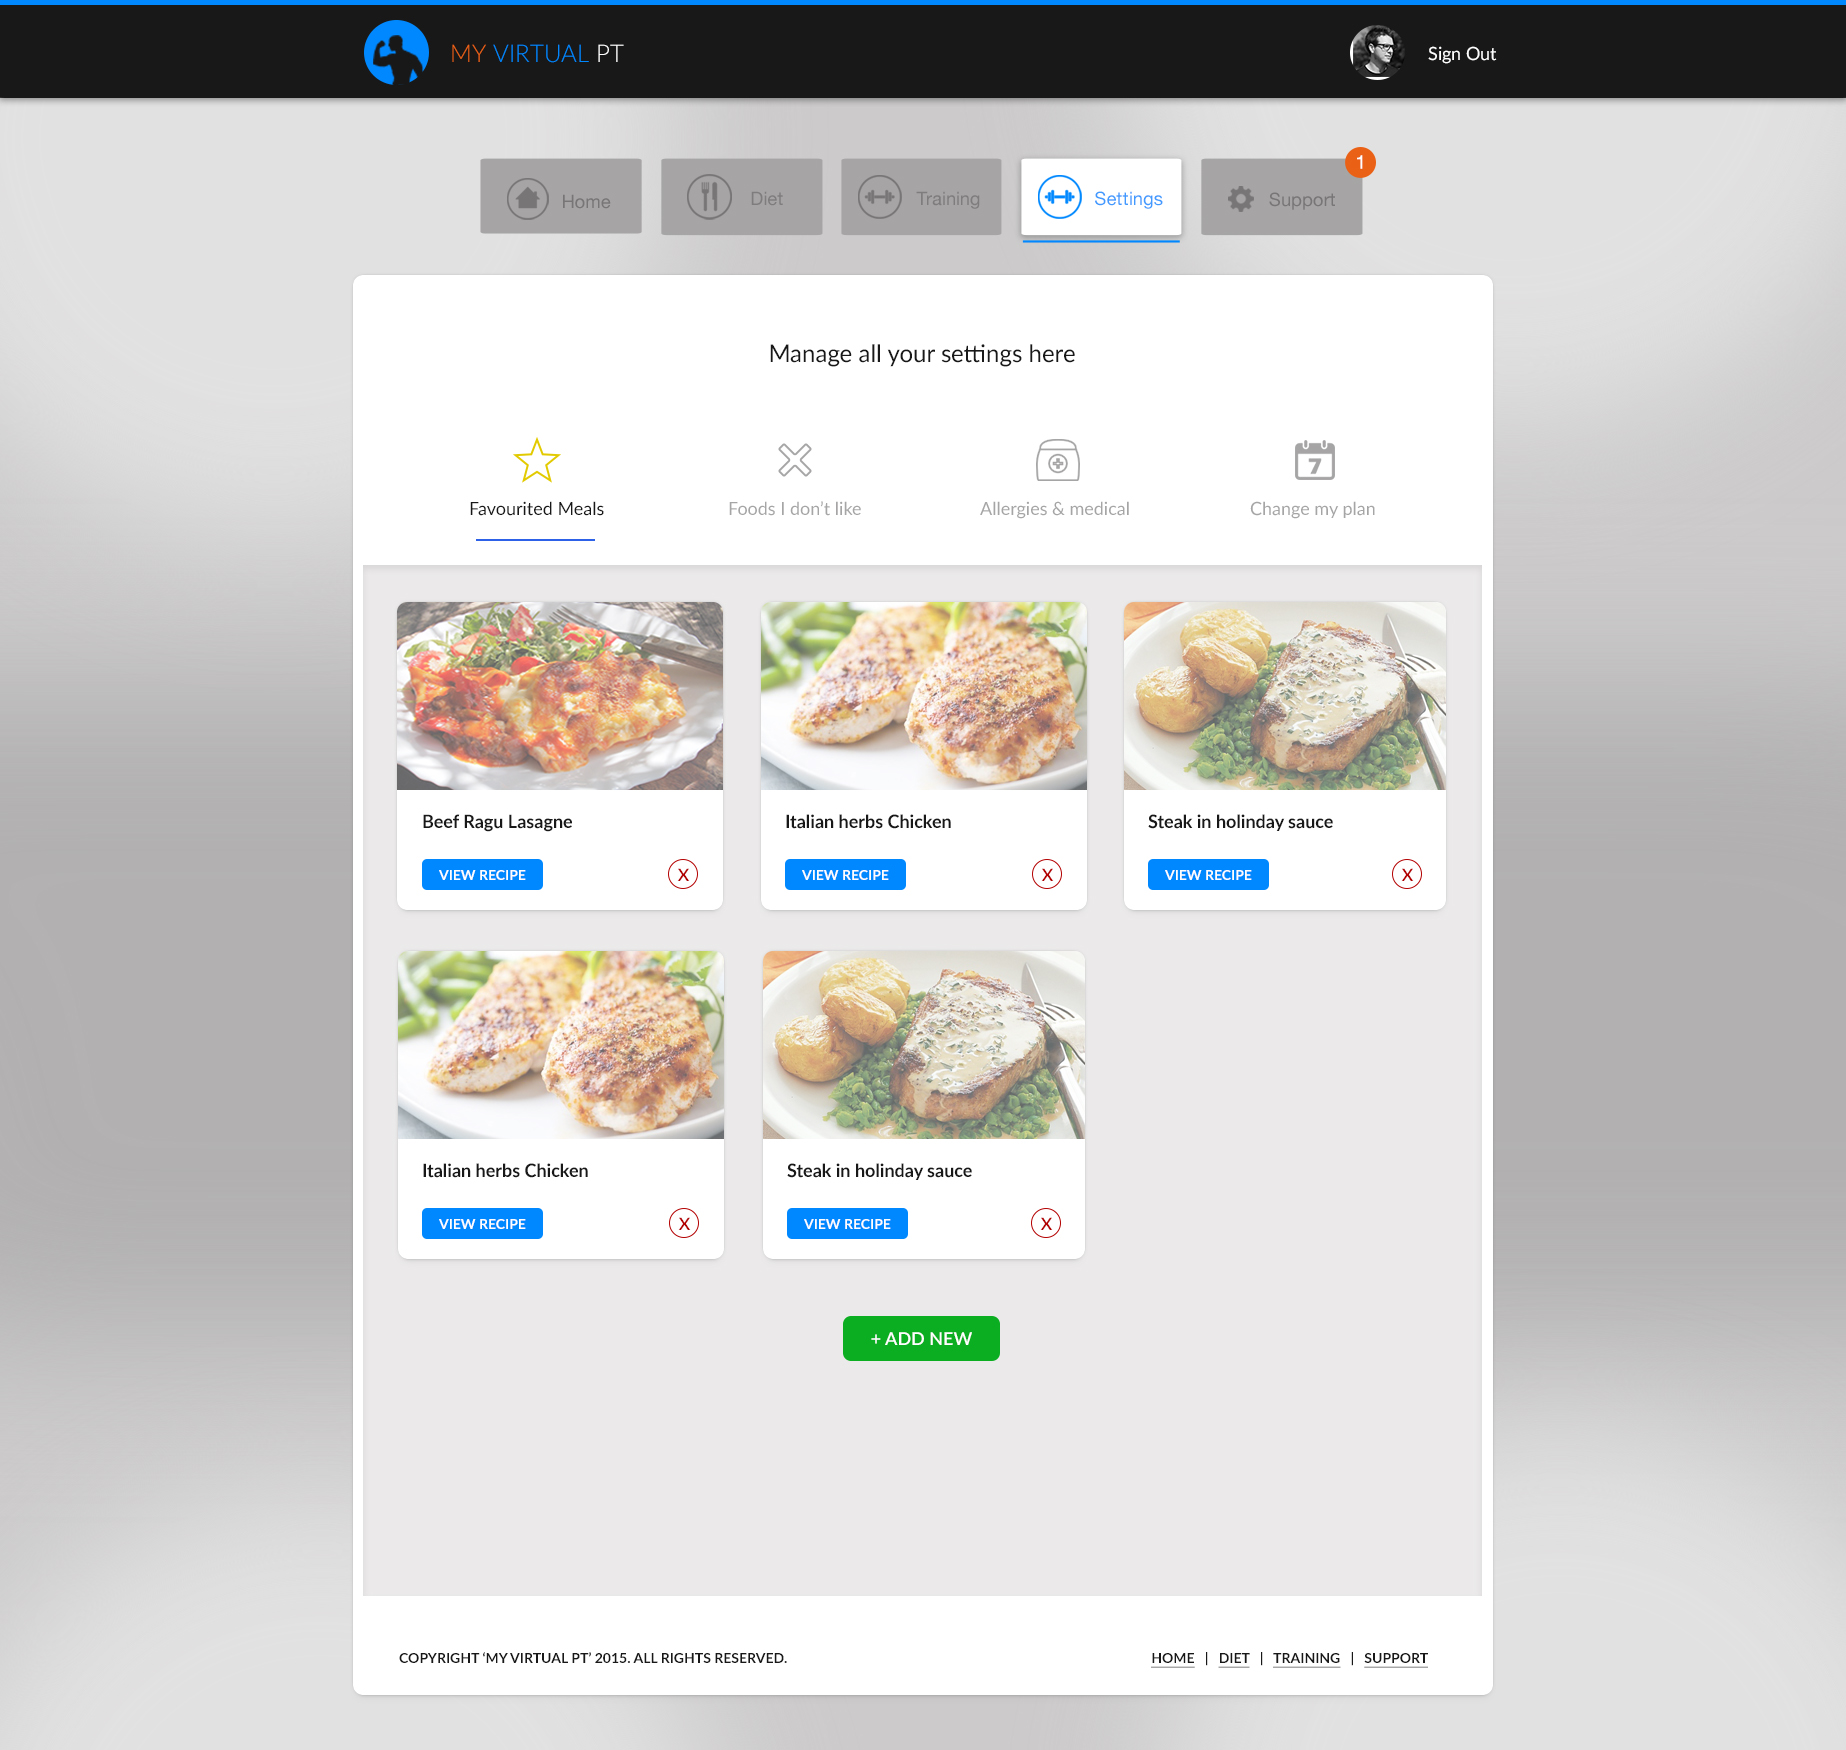 MY VIRTUAL PT
Sign Out
Home
Diet
Training
Settings
Support
1
Manage all your settings here
7
Favourited Meals
Foods I don't like
Allergies & medical
Change my plan
Beef Ragu Lasagne
Italian herbs Chicken
Steak in holinday sauce
VIEW RECIPE
X
VIEW RECIPE
X
VIEW RECIPE
X
Italian herbs Chicken
Steak in holinday sauce
VIEW RECIPE
X
VIEW RECIPE
X
+ ADD NEW
COPYRIGHT ‘MY VIRTUAL PT’ 2015. ALL RIGHTS RESERVED.
HOME | DIET | TRAINING | SUPPORT